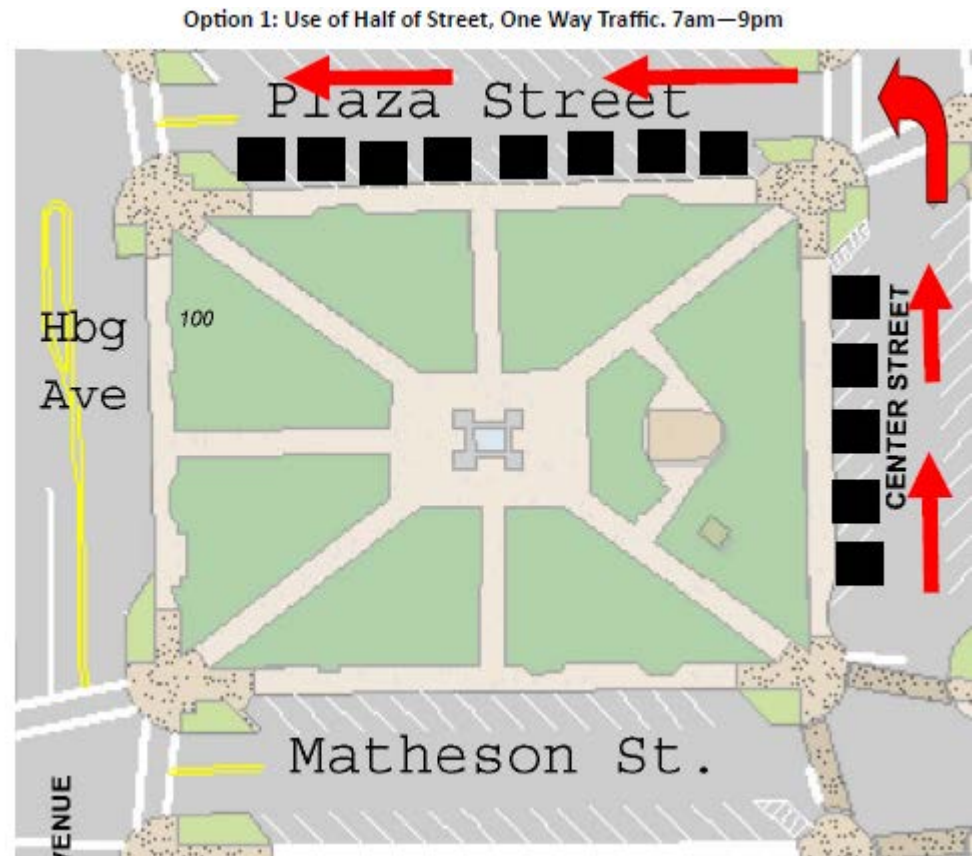 Option 1: Use of Half of Street, One Way Traffic. 7am—9pm
Plaza Street
Hbg
Ave
100
CENTER STREET
Matheson St.
VENUE